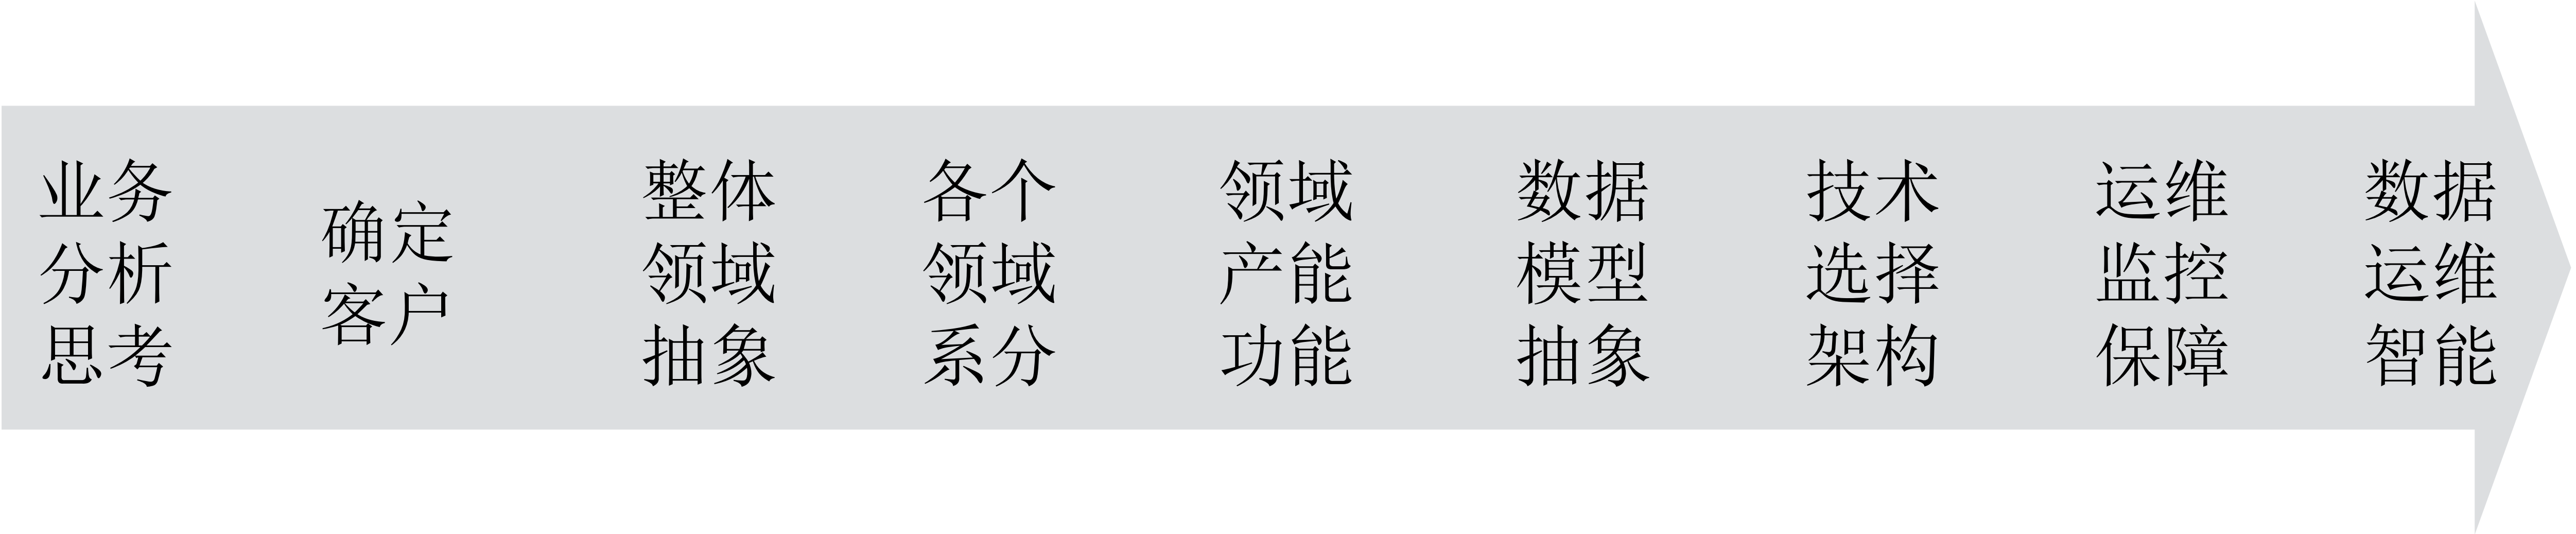 业务
分析
思考
确定
客户
整体
领域
抽象
各个
领域
系分
领域
产能
功能
数据
模型
抽象
技术
选择
架构
运维
监控
保障
数据
运维
智能